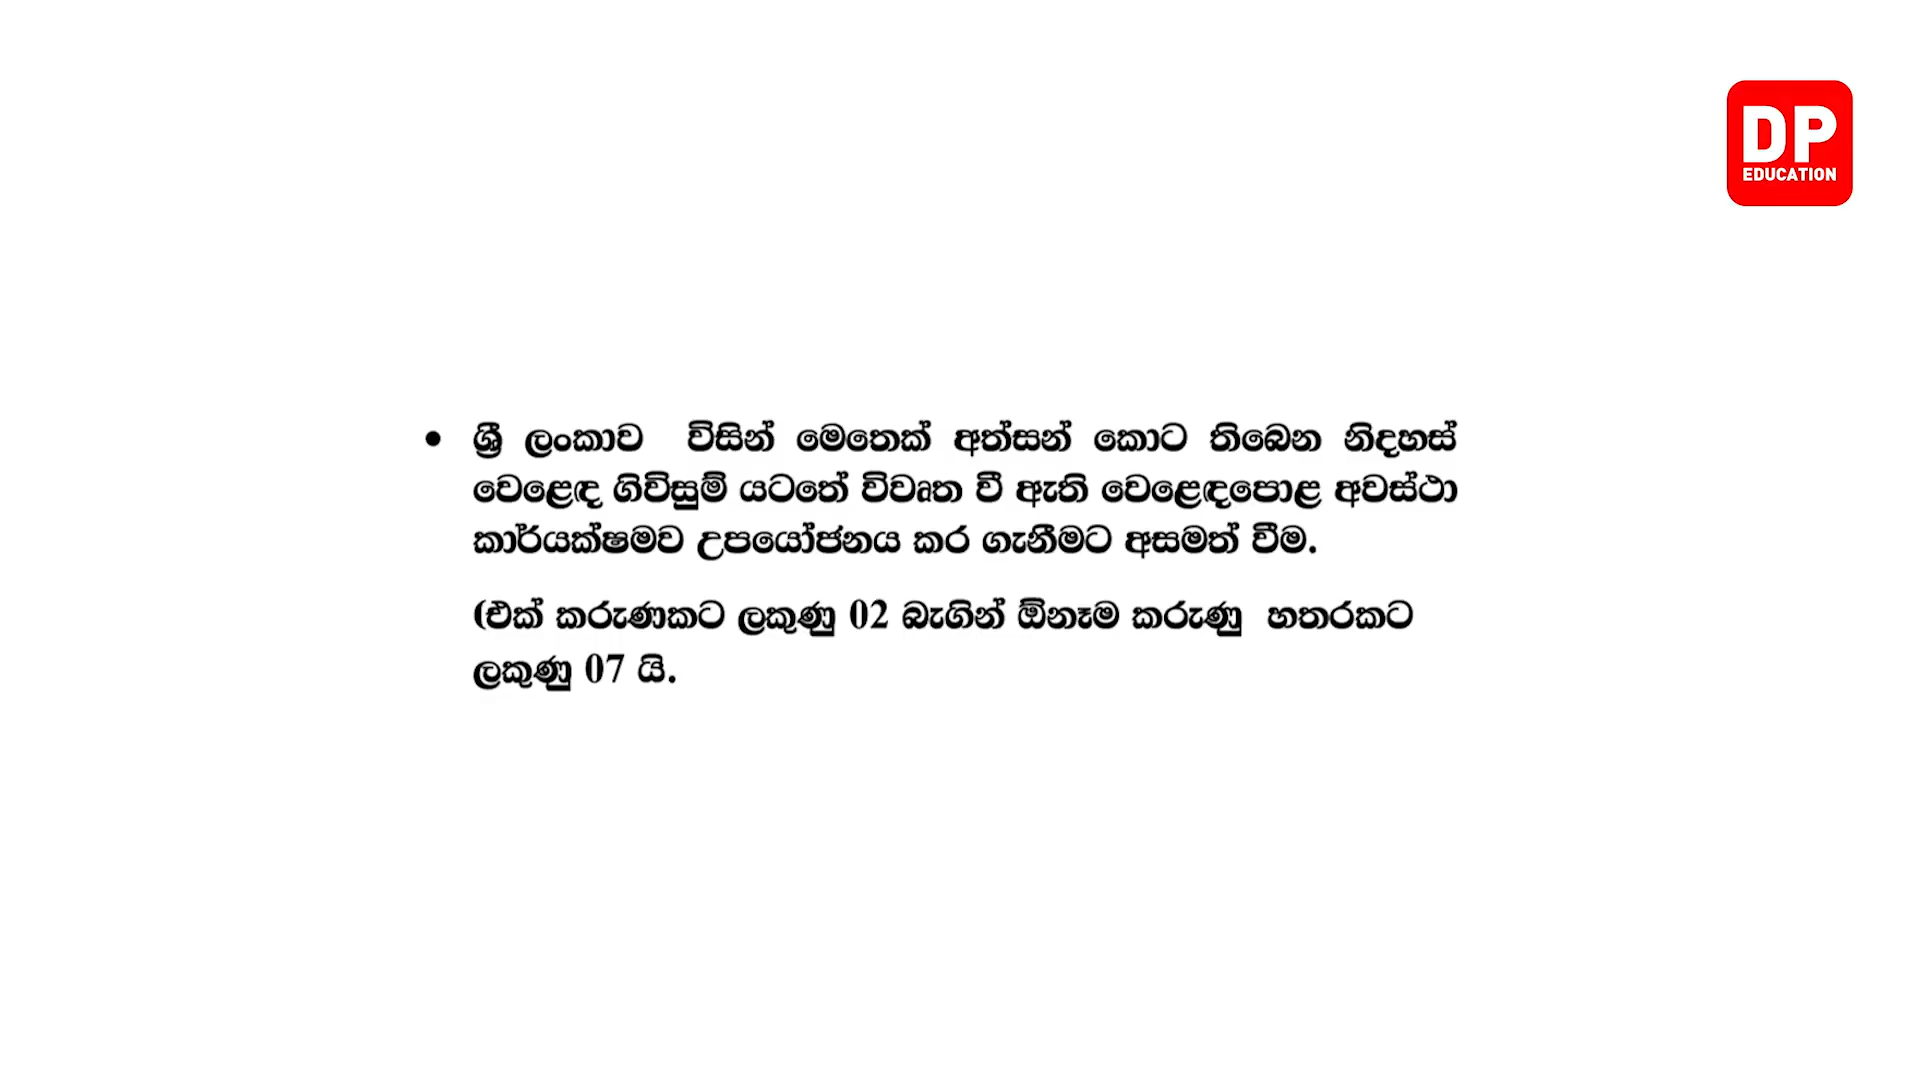 DP
EDUCATION
• ශ්‍රී ලංකාව විසින් මෙතෙක් අත්සන් කොට තිබෙන නිදහස්
වෙළෙඳ ගිවිසුම් යටතේ විවෘත වී ඇති වෙළෙඳපොළ අවස්ථා
කාර්යක්ෂමව උපයෝජනය කර ගැනීමට අසමත් වීම.
(එක් කරුණකට ලකුණු 02 බැගින් ඕනෑම කරුණු හතරකට
ලකුණු 07 යි.